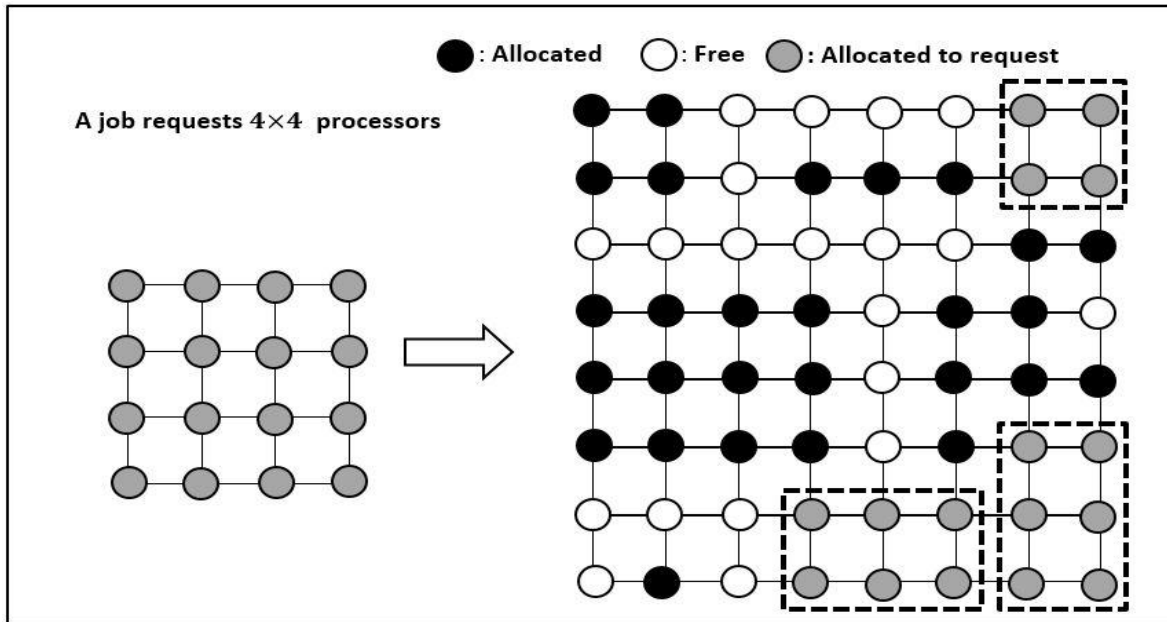 : Allocated : Free : Allocated to request
A job requests 4×4 processors